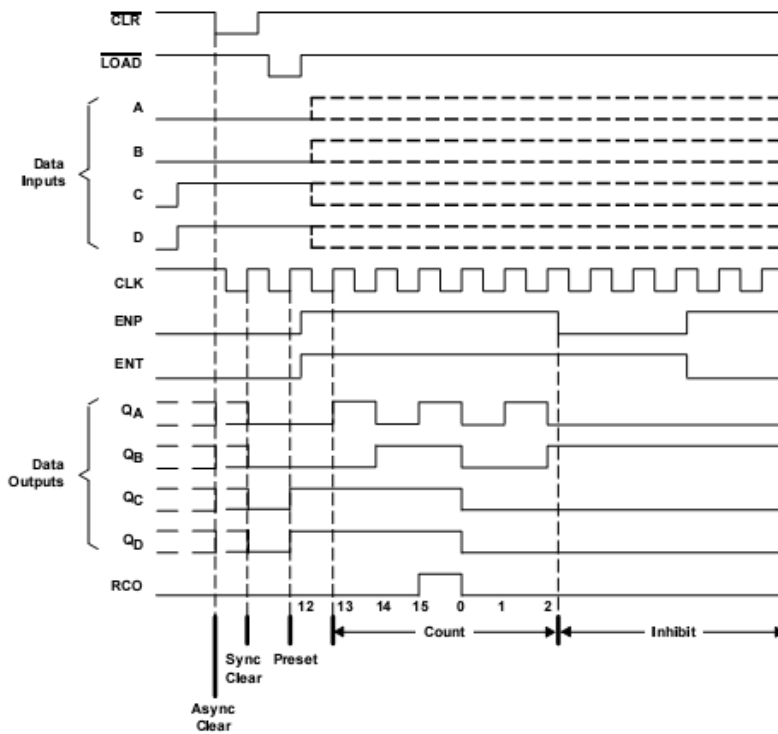 CLR
LOAD
A
B
Data
Inputs
C
D
CLK
ENP
ENT
QA
QB
Data
Outputs
QC
QD
RCO
12 13 14 15 0 1 2
Count Inhibit
Sync Preset
Clear
Async
Clear